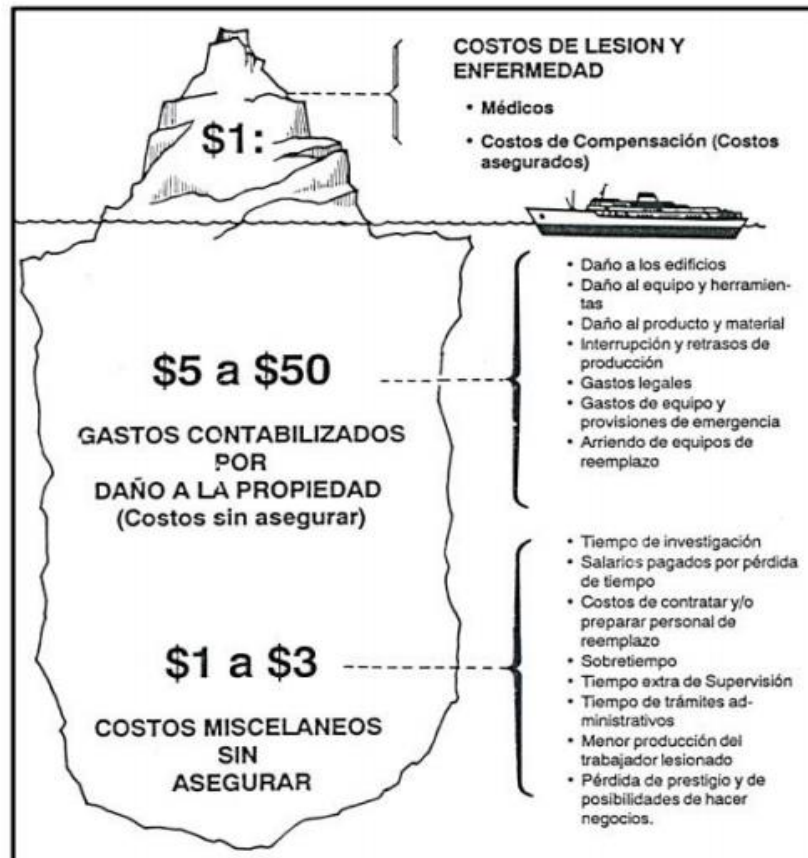 COSTOS DE LESION Y
ENFERMEDAD
• Médicos
• Costos de Compensación (Costos
asegurados)
$1:
• Daño a los edificios
• Daño al equipo y herramien-
tas
• Daño al producto y material
• Interrupción y retrasos de
producción
• Gastos legales
• Gastos de equipo y
provisiones de emergencia
• Arriendo de equipos de
reemplazo
$5 a $50
GASTOS CONTABILIZADOS
POR
DAÑO A LA PROPIEDAD
(Costos sin asegurar)
• Tiempo de investigación
• Salarios pagados por pérdida
de tiempo
• Costos de contratar y/o
preparar personal de
reemplazo
• Sobretiempo
• Tiempo extra de Supervisión
• Tiempo de trámites ad-
ministrativos
• Menor producción del
trabajador lesionado
• Pérdida de prestigio y de
posibilidades de hacer
negocios.
$1 a $3
COSTOS MISCELANEOS
SIN
ASEGURAR